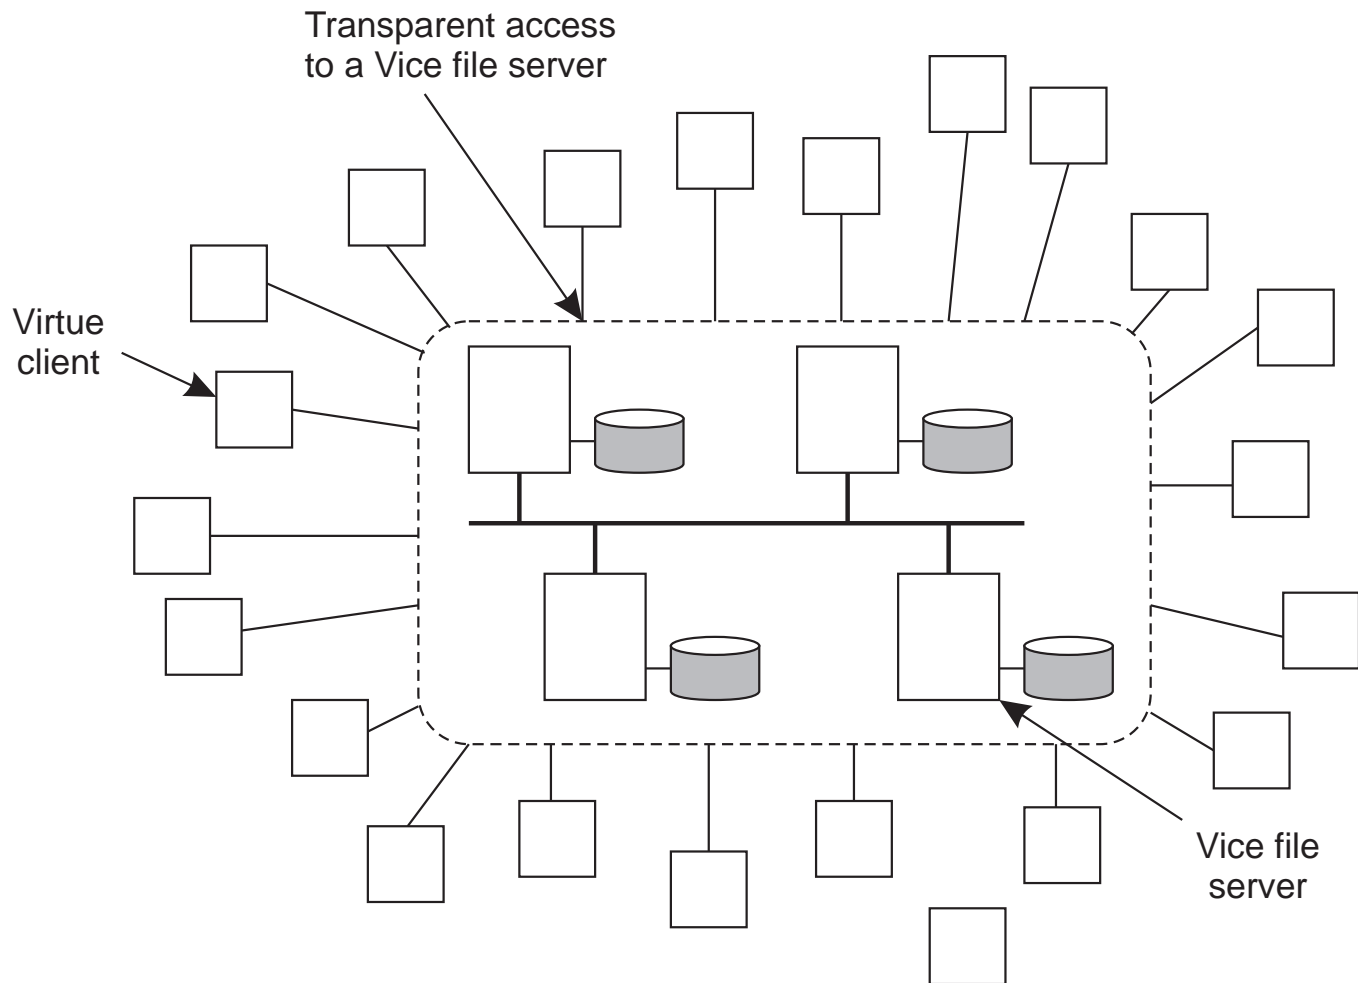 Transparent access
to a Vice file server
Virtue
client
Vice file
server